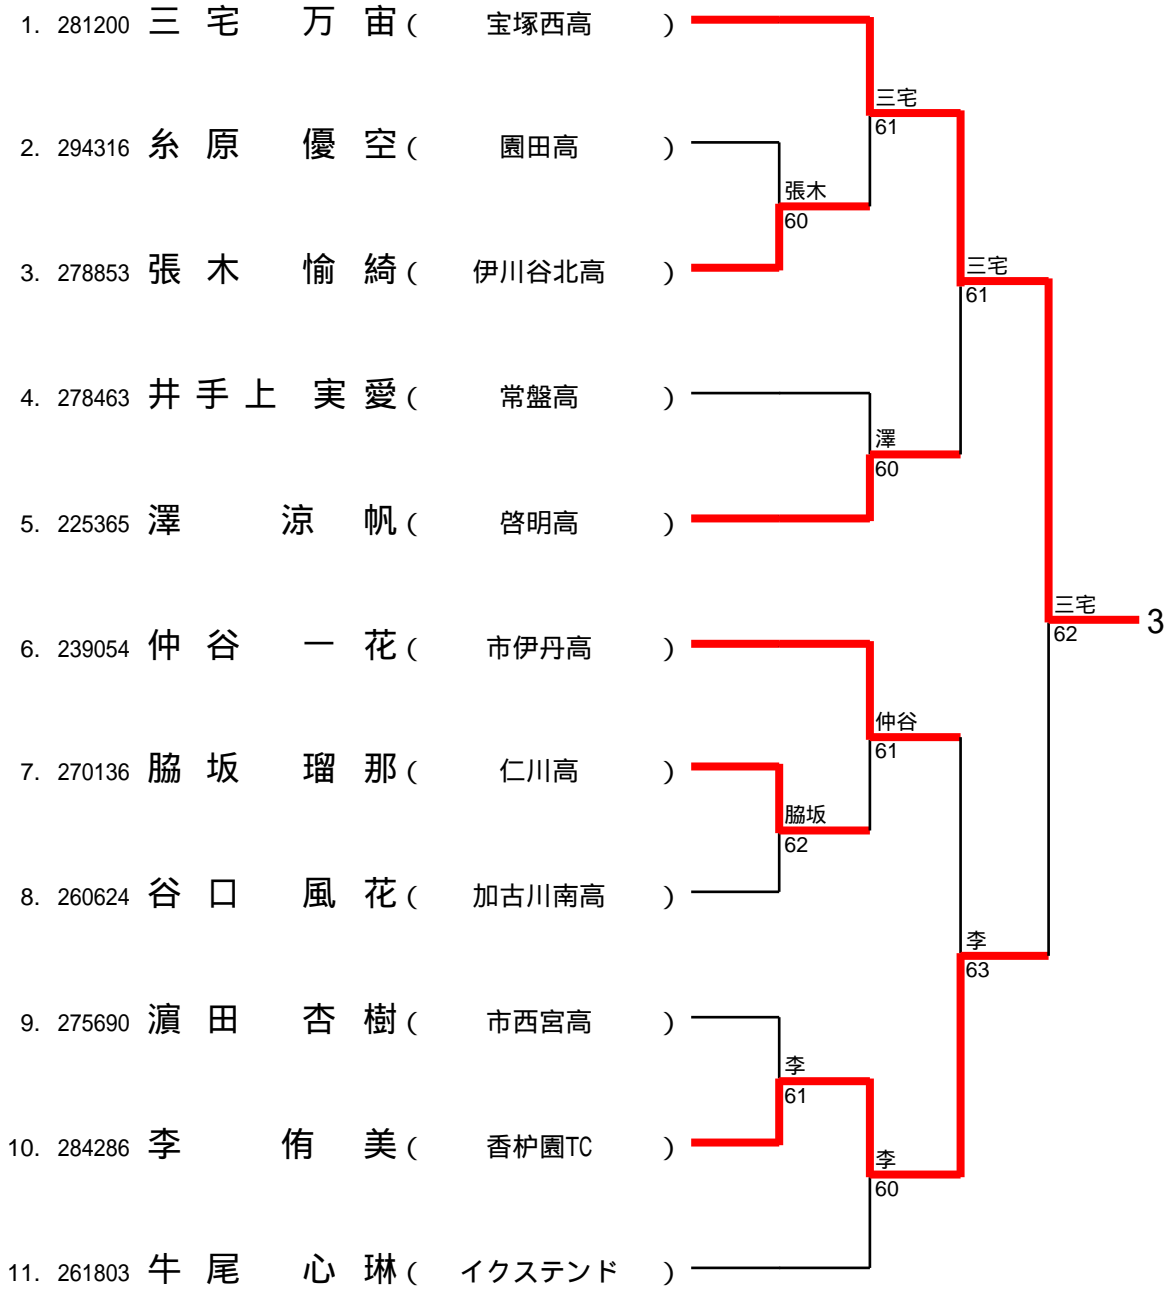 1. 281200 三宅 万宙 ( 宝塚西高 )
三宅
61
2. 294316 糸原 優空 ( 園田高 )
張木
60
3. 278853 張木 愉綺 ( 伊川谷北高 )
三宅
61
4. 278463 井手上 実愛 ( 常盤高 )
澤
60
5. 225365 澤 涼帆 ( 啓明高 )
三宅
62
3
6. 239054 仲谷 一花 ( 市伊丹高 )
仲谷
61
7. 270136 脇坂 瑠那 ( 仁川高 )
脇坂
62
8. 260624 谷口 風花 ( 加古川南高 )
李
63
9. 275690 濵田 杏樹 ( 市西宮高 )
李
61
10. 284286 李 侑美 ( 香枦園TC )
李
60
11. 261803 牛尾 心琳 ( イクステンド )